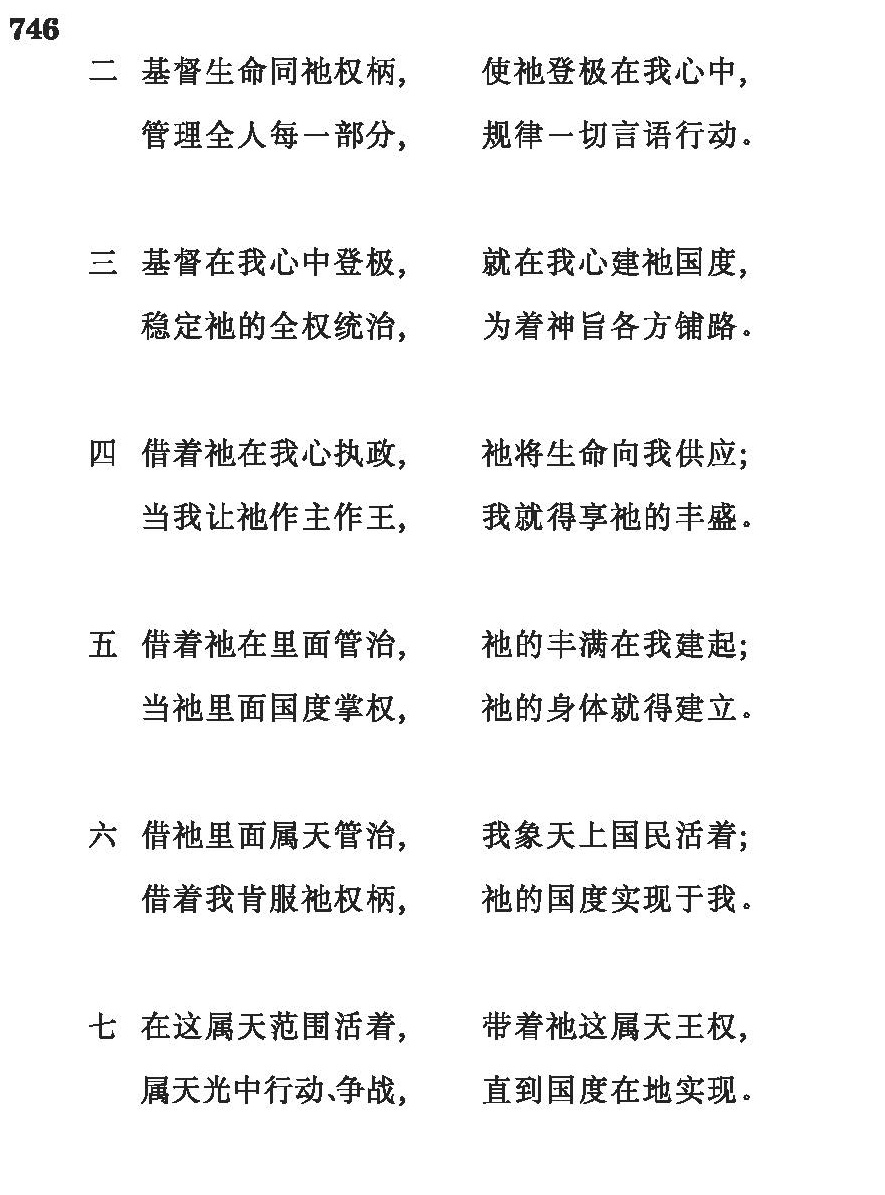 746
二 基督生命同祂权柄, 使祂登极在我心中,
管理全人每一部分, 规律一切言语行动。
三 基督在我心中登极, 就在我心建祂国度,
稳定祂的全权统治, 为着神旨各方铺路。
四 借着祂在我心执政, 祂将生命向我供应;
当我让祂作主作王, 我就得享祂的丰盛。
五 借着祂在里面管治, 祂的丰满在我建起;
当祂里面国度掌权, 祂的身体就得建立。
六 借祂里面属天管治, 我象天上国民活着;
借着我肯服祂权柄, 祂的国度实现于我。
七 在这属天范围活着, 带着祂这属天王权,
属天光中行动、争战, 直到国度在地实现。